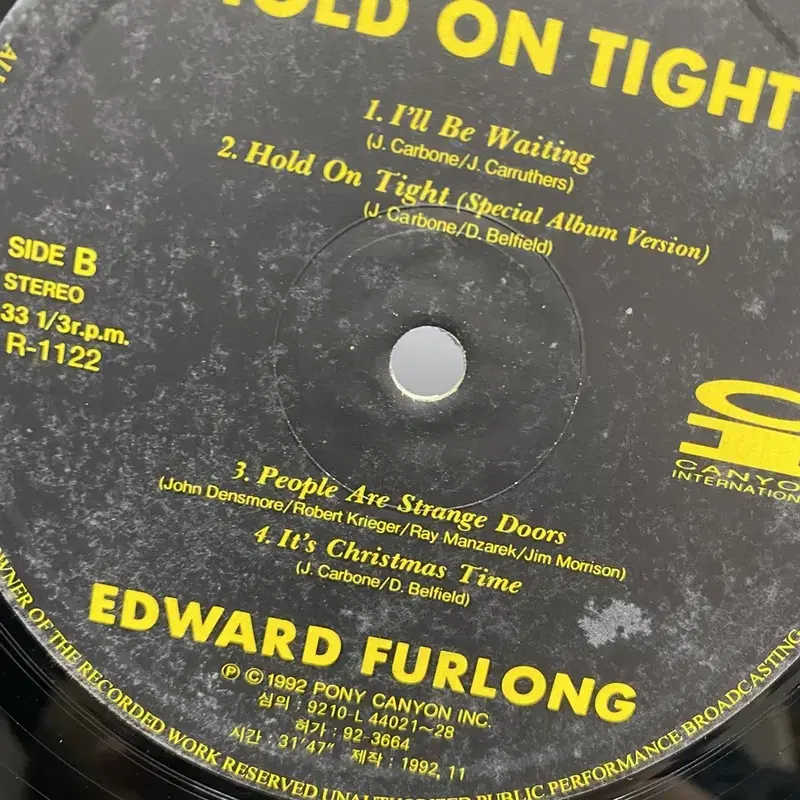 HOLD ON TIGHT
1. I'll Be Waiting
(J. Carbone/J. Carruthers)
2. Hold On Tight (Special Album Version)
(J. Carbone/D. Belfield)
SIDE B
STEREO
33 1/3r.p.m.
R-1122
CANYO
INTERNATION
3. People Are Strange Doors
(John Densmore/Robert Krieger/Ray Manzarek/Jim Morrison)
4. It's Christmas Time
(J. Carbone/D. Belfield)
EDWARD FURLONG
Ⓟ © 1992 PONY CANYON INC.
심의 : 9210-L 44021~28
허가 : 92-3664
시간 : 31'47" 제작 : 1992. 11
OWNER OF THE RECORDED WORK RESERVED UNAUTHORIZED PUBLIC PERFORMANCE BROADCASTING